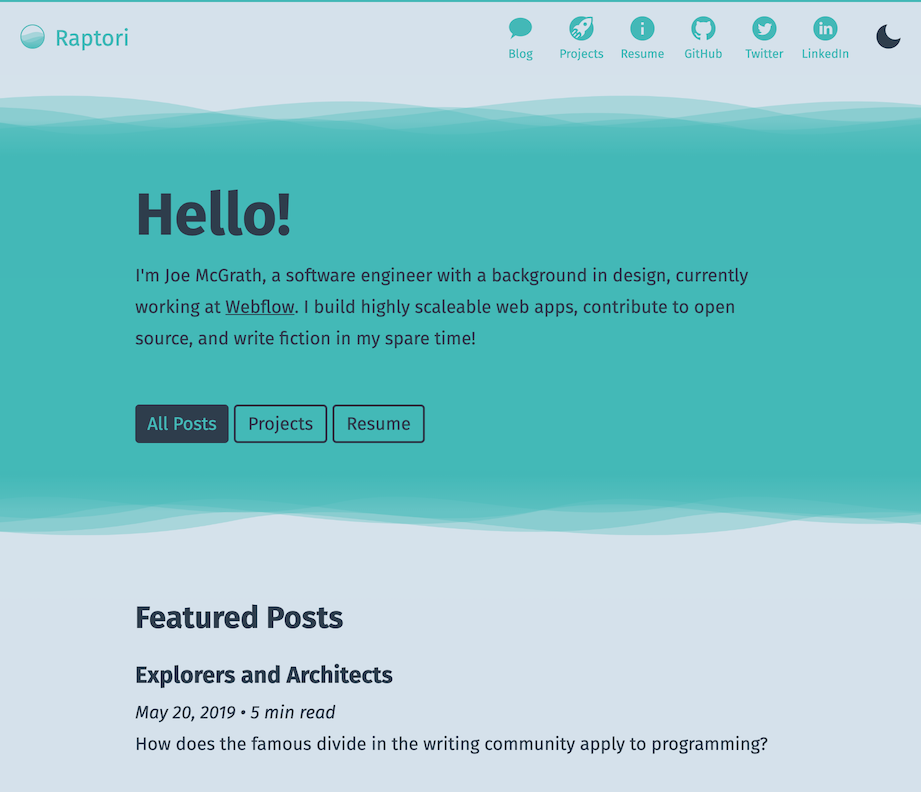 Raptori
Blog
Projects
Resume
GitHub
Twitter
LinkedIn
Hello!
I'm Joe McGrath, a software engineer with a background in design, currently
working at Webflow. I build highly scaleable web apps, contribute to open
source, and write fiction in my spare time!
All Posts
Projects
Resume
Featured Posts
Explorers and Architects
May 20, 2019 • 5 min read
How does the famous divide in the writing community apply to programming?